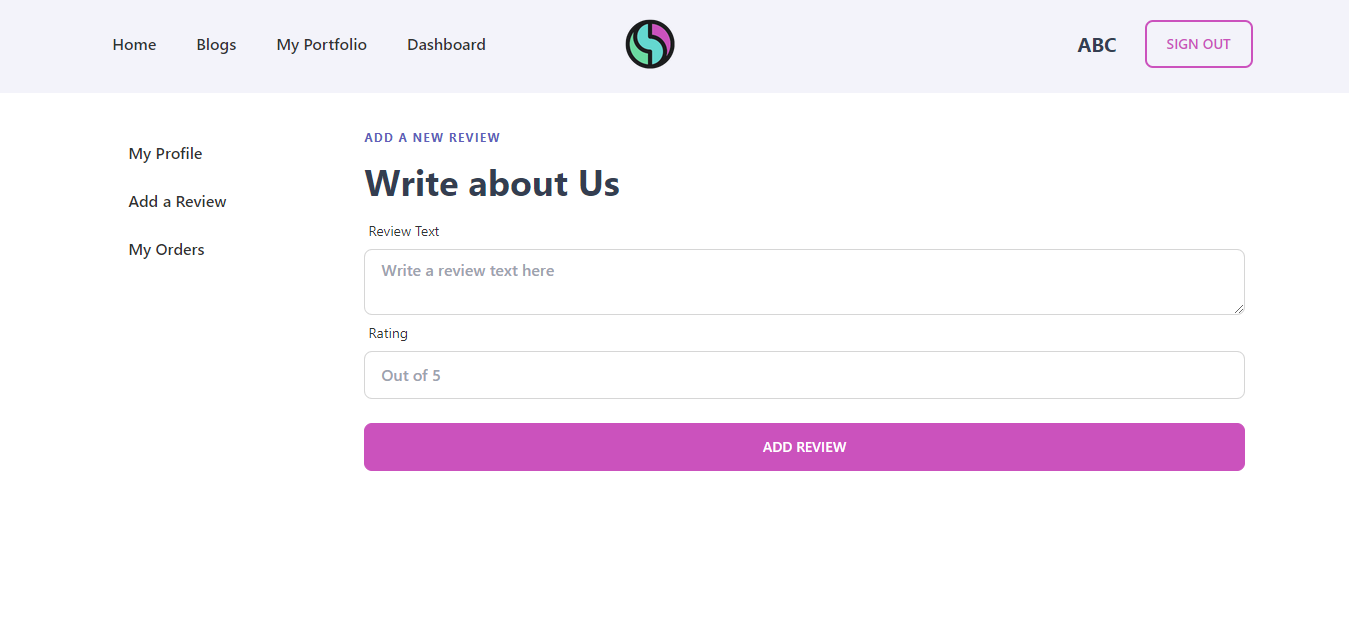 Home Blogs My Portfolio Dashboard ABC SIGN OUT
My Profile
Add a Review
My Orders
ADD A NEW REVIEW
Write about Us
Review Text
Write a review text here
Rating
Out of 5
ADD REVIEW